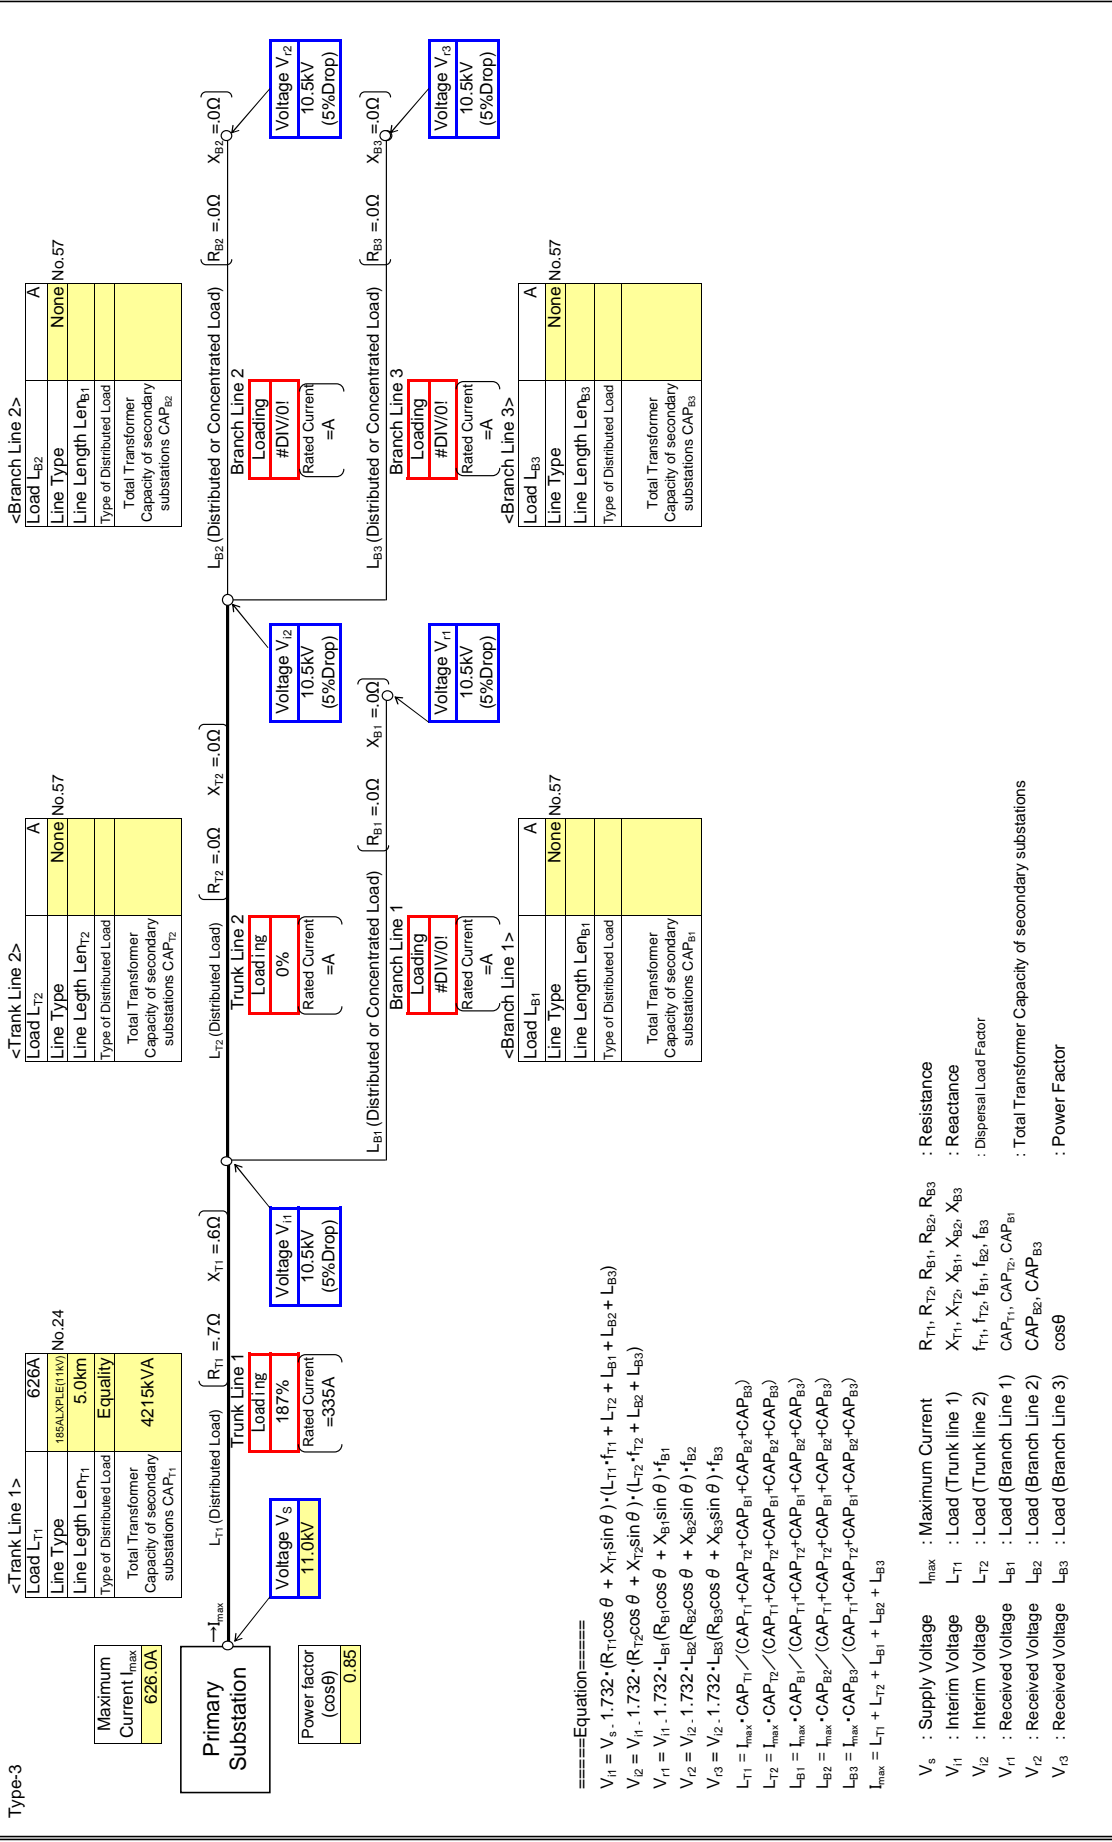 Type-3
Maximum
Current Imax
626.0A
Primary
Substation
Power factor
(cosθ)
0.85
→Imax
Voltage VS
11.0kV
<Trank Line 1>
Load LT1 626A
Line Type 185ALXPLE(11kV) No.24
Line Length LenT1 5.0km
Type of Distributed Load Equality
Total Transformer
Capacity of secondary
substations CAPT1
4215kVA
LT1 (Distributed Load)
RT1 =.7Ω XT1 =.6Ω
Trunk Line 1
Loading
187%
Rated Current
=335A
Voltage Vi1
10.5kV
(5%Drop)
<Trank Line 2>
Load LT2 A
Line Type None No.57
Line Legth LenT2
Type of Distributed Load
Total Transformer
Capacity of secondary
substations CAPT2
LT2 (Distributed Load)
RT2 =.0Ω XT2 =.0Ω
Trunk Line 2
Loading
0%
Rated Current
=A
Voltage Vi2
10.5kV
(5%Drop)
LB1 (Distributed or Concentrated Load)
RB1 =.0Ω XB1 =.0Ω
Branch Line 1
Loading
#DIV/0!
Rated Current
=A
Voltage Vr1
10.5kV
(5%Drop)
<Branch Line 1>
Load LB1 A
Line Type None No.57
Line Length LenB1
Type of Distributed Load
Total Transformer
Capacity of secondary
substations CAPB1
<Branch Line 2>
Load LB2 A
Line Type None No.57
Line Length LenB1
Type of Distributed Load
Total Transformer
Capacity of secondary
substations CAPB2
LB2 (Distributed or Concentrated Load)
RB2 =.0Ω XB2 =.0Ω
Branch Line 2
Loading
#DIV/0!
Rated Current
=A
Voltage Vr2
10.5kV
(5%Drop)
LB3 (Distributed or Concentrated Load)
RB3 =.0Ω XB3 =.0Ω
Branch Line 3
Loading
#DIV/0!
Rated Current
=A
Voltage Vr3
10.5kV
(5%Drop)
<Branch Line 3>
Load LB3 A
Line Type None No.57
Line Length LenB3
Type of Distributed Load
Total Transformer
Capacity of secondary
substations CAPB3
=====Equation=====
Vi1 = VS - 1.732・(RT1cosθ + XT1sinθ)・(LT1・fT1 + LT2 + LB1 + LB2 + LB3)
Vi2 = Vi1 - 1.732・(RT2cosθ + XT2sinθ)・(LT2・fT2 + LB2 + LB3)
Vr1 = Vi1 - 1.732・LB1(RB1cosθ + XB1sinθ)・fB1
Vr2 = Vi2 - 1.732・LB2(RB2cosθ + XB2sinθ)・fB2
Vr3 = Vi2 - 1.732・LB3(RB3cosθ + XB3sinθ)・fB3
LT1 = Imax・CAPT1／(CAPT1+CAPT2+CAPB1+CAPB2+CAPB3)
LT2 = Imax・CAPT2／(CAPT1+CAPT2+CAPB1+CAPB2+CAPB3)
LB1 = Imax・CAPB1／(CAPT1+CAPT2+CAPB1+CAPB2+CAPB3)
LB2 = Imax・CAPB2／(CAPT1+CAPT2+CAPB1+CAPB2+CAPB3)
LB3 = Imax・CAPB3／(CAPT1+CAPT2+CAPB1+CAPB2+CAPB3)
Imax = LT1 + LT2 + LB1 + LB2 + LB3
Vs : Supply Voltage Imax : Maximum Current RT1, RT2, RB1, RB2, RB3 : Resistance
Vi1 : Interim Voltage LT1 : Load (Trunk line 1) XT1, XT2, XB1, XB2, XB3 : Reactance
Vi2 : Interim Voltage LT2 : Load (Trunk line 2) fT1, fT2, fB1, fB2, fB3 : Dispersal Load Factor
Vr1 : Received Voltage LB1 : Load (Branch Line 1) CAPT1, CAPT2, CAPB1 : Total Transformer Capacity of secondary substations
Vr2 : Received Voltage LB2 : Load (Branch Line 2) CAPB2, CAPB3
Vr3 : Received Voltage LB3 : Load (Branch Line 3) cosθ : Power Factor